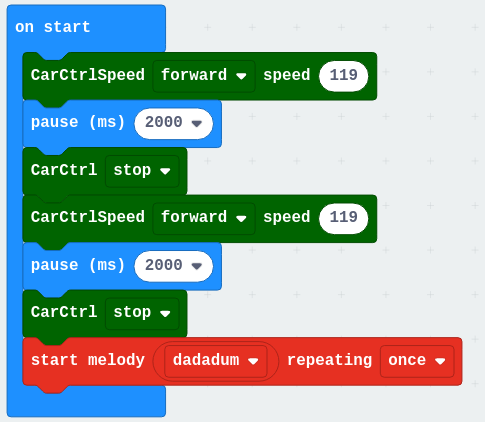 on start
CarCtrlSpeed forward speed 119
pause (ms) 2000
CarCtrl stop
CarCtrlSpeed forward speed 119
pause (ms) 2000
CarCtrl stop
start melody dadadum repeating once